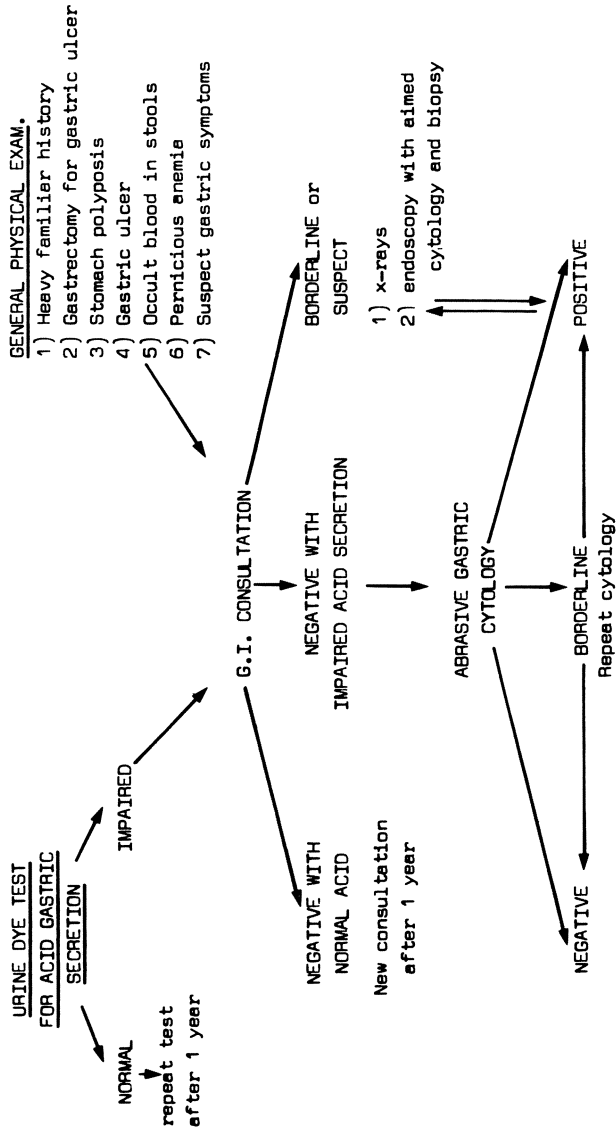 URINE DYE TEST
FOR ACID GASTRIC
SECRETION
NORMAL
repeat test
after 1 year
IMPAIRED
GENERAL PHYSICAL EXAM.
1) Heavy familier history
2) Gastrectomy for gastric ulcer
3) Stomach polyposis
4) Gastric ulcer
5) Occult blood in stools
6) Pernicious anemia
7) Suspect gastric symptoms
G.I. CONSULTATION
NEGATIVE WITH
NORMAL ACID
New consultation
after 1 year
NEGATIVE WITH
IMPAIRED ACID SECRETION
BORDERLINE or
SUSPECT
1) x-rays
2) endoscopy with aimed
cytology and biopsy
ABRASIVE GASTRIC
CYTOLOGY
NEGATIVE
BORDERLINE
Repeat cytology
POSITIVE